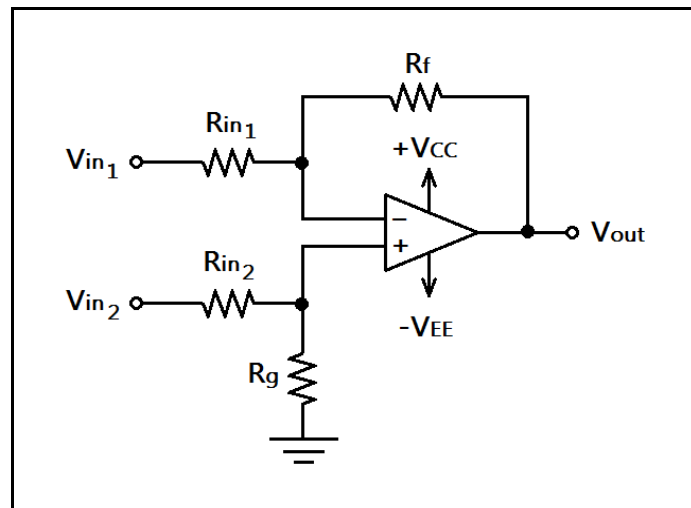 Rf
Rin1
Vin1
+VCC
−
+
Vout
Rin2
Vin2
-VEE
Rg